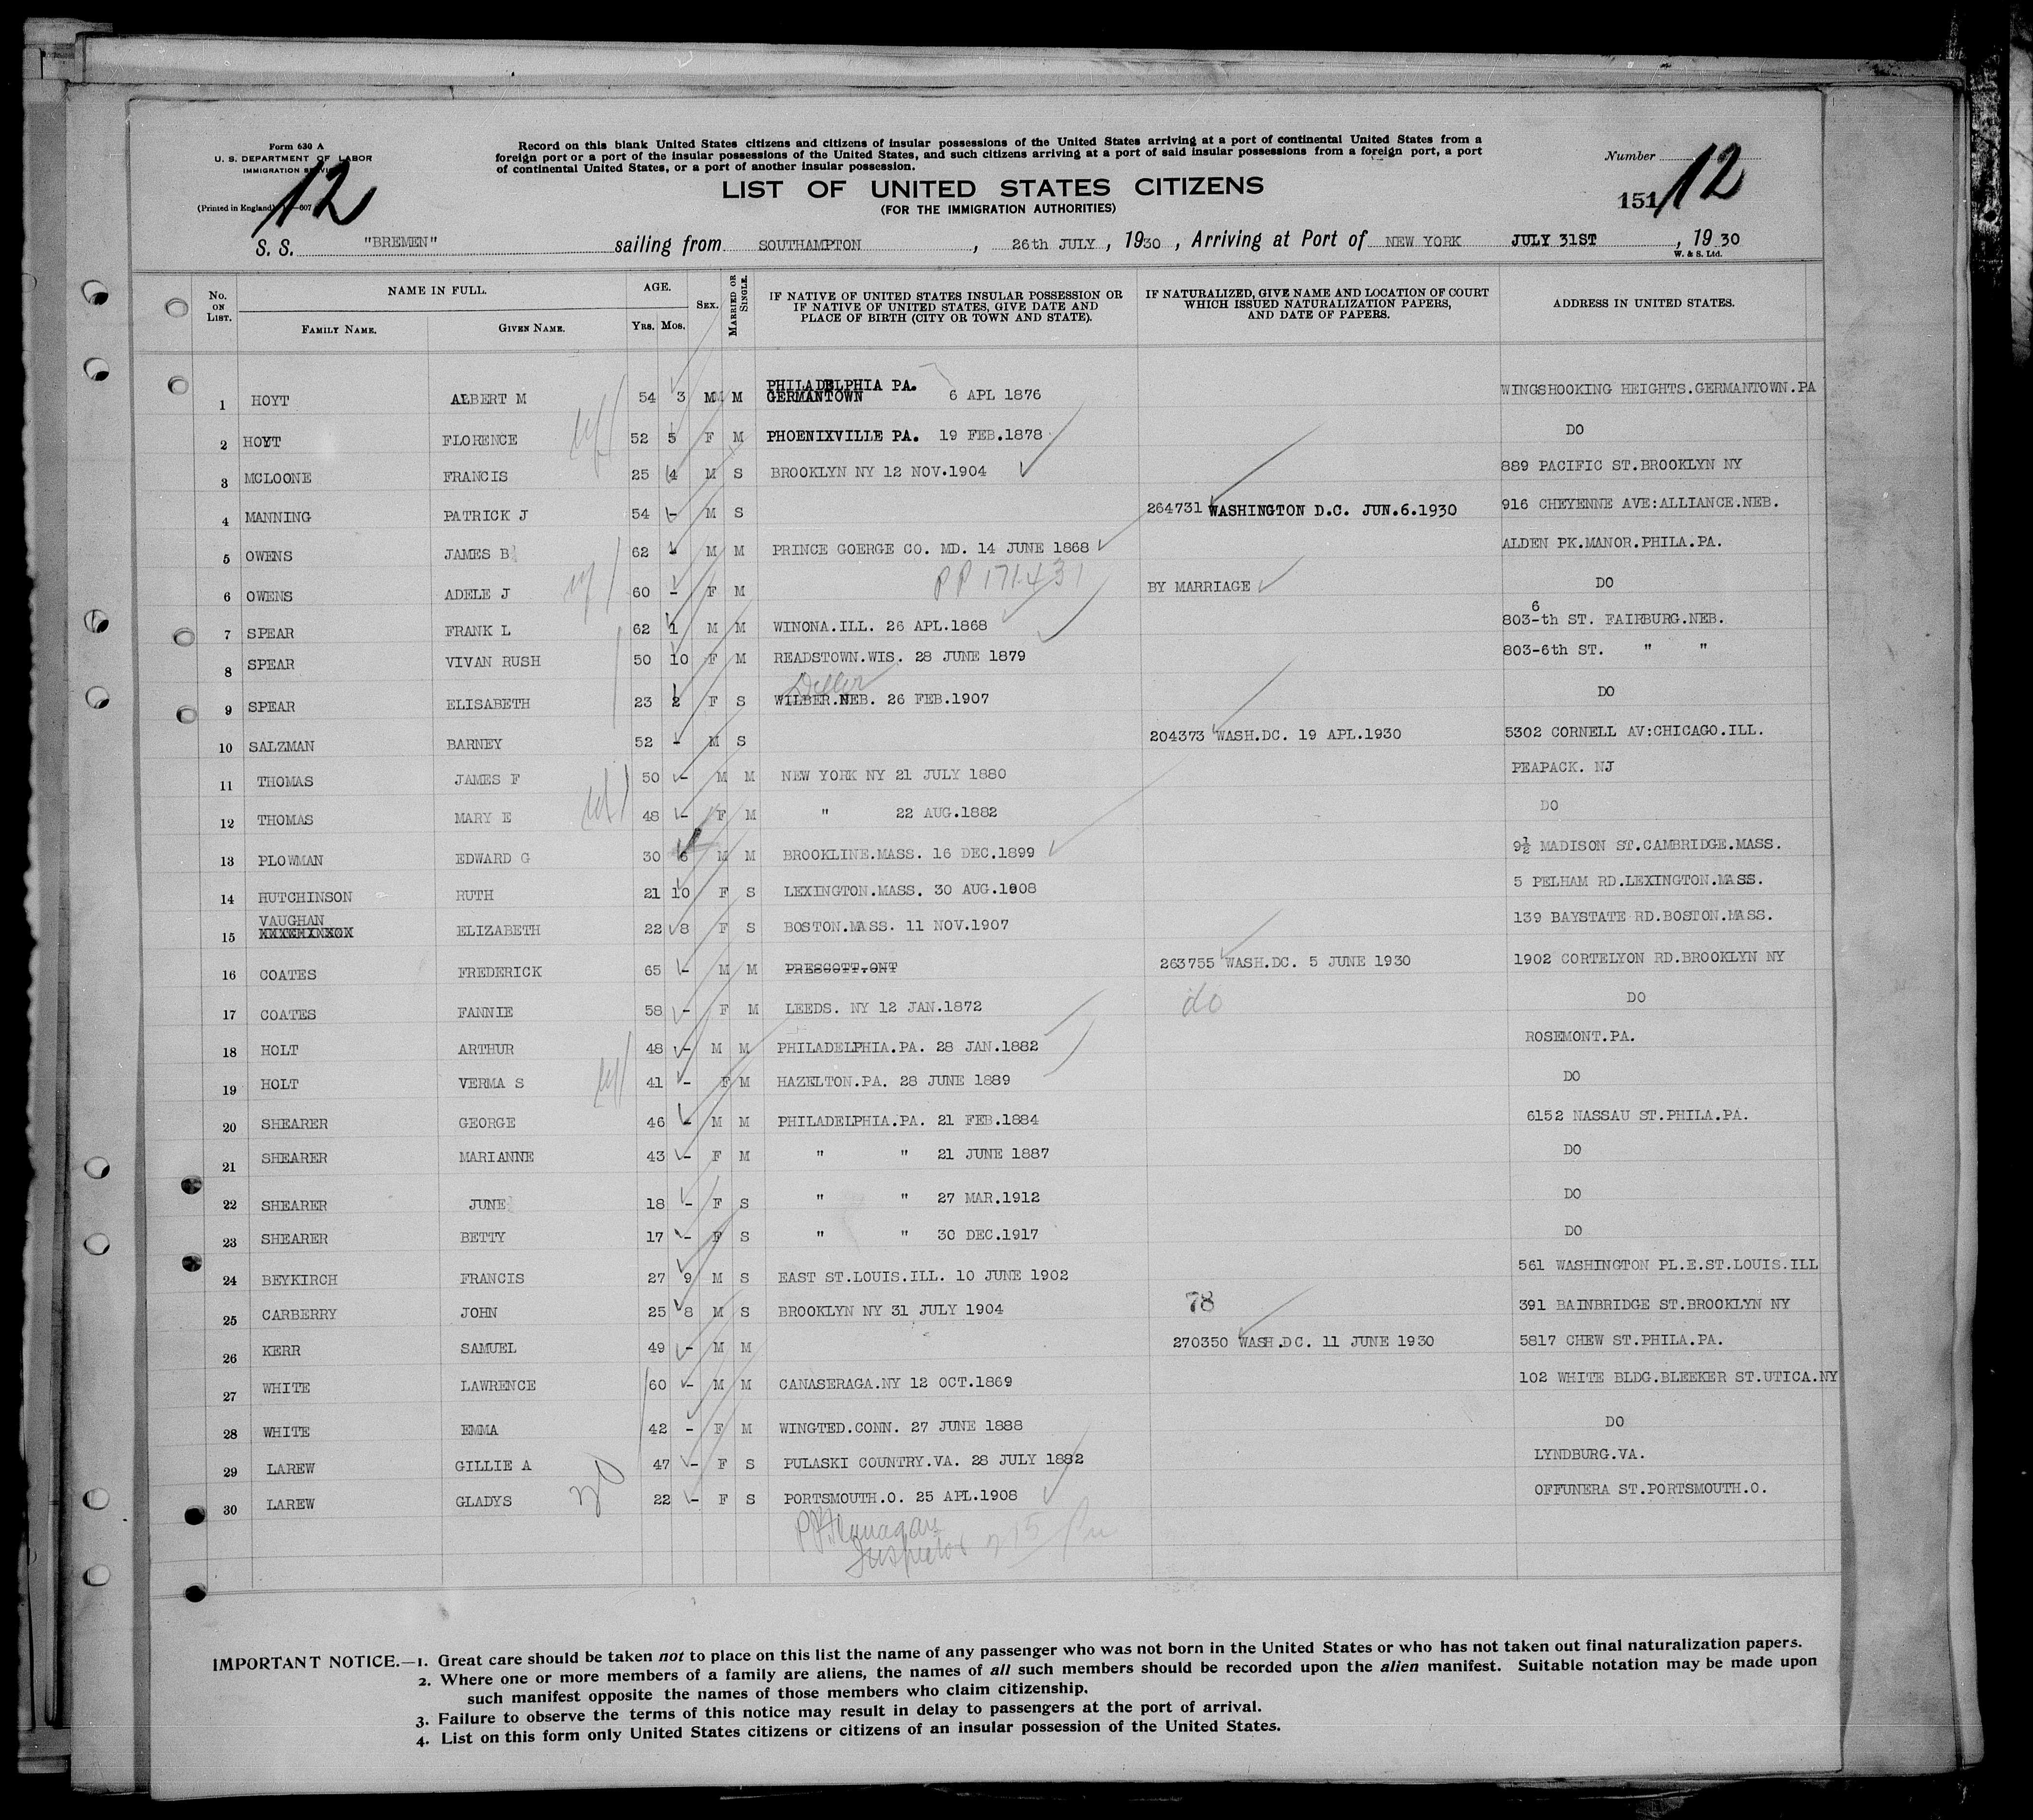 Form 630 A
U. S. DEPARTMENT OF LABOR
IMMIGRATION SERVICE
(Printed in England)
12
Record on this blank United States citizens and citizens of insular possessions of the United States arriving at a port of continental United States from a
foreign port or a port of the insular possessions of the United States, and such citizens arriving at a port of said insular possessions from a foreign port, a port
of continental United States, or a port of another insular possession.
Number
151 12
LIST OF UNITED STATES CITIZENS
(FOR THE IMMIGRATION AUTHORITIES)
S. S. "BREMEN" sailing from SOUTHAMPTON, 26th JULY, 1930, Arriving at Port of NEW YORK JULY 31ST, 19 30
W. & S. Ltd.
No. ON LIST. NAME IN FULL. FAMILY NAME. GIVEN NAME. AGE. YRS. MOS. SEX. MARRIED OR SINGLE. IF NATIVE OF UNITED STATES INSULAR POSSESSION OR IF NATIVE OF UNITED STATES, GIVE DATE AND PLACE OF BIRTH (CITY OR TOWN AND STATE). IF NATURALIZED, GIVE NAME AND LOCATION OF COURT WHICH ISSUED NATURALIZATION PAPERS, AND DATE OF PAPERS. ADDRESS IN UNITED STATES.
PHILADELPHIA PA.
1 HOYT ALBERT M 54 3 M M GERMANTOWN 6 APL 1876 WINGSHOOKING HEIGHTS.GERMANTOWN.PA
2 HOYT FLORENCE 52 5 F M PHOENIXVILLE PA. 19 FEB.1878 DO
3 MCLOONE FRANCIS 25 4 M S BROOKLYN NY 12 NOV.1904 889 PACIFIC ST.BROOKLYN NY
4 MANNING PATRICK J 54 - M S 264731 WASHINGTON D.C. JUN.6.1930 916 CHEYENNE AVE:ALLIANCE.NEB.
5 OWENS JAMES B 62 - M M PRINCE GOERGE CO. MD. 14 JUNE 1868 ALDEN PK.MANOR.PHILA.PA.
PP 171431
6 OWENS ADELE J 60 - F M BY MARRIAGE DO
7 SPEAR FRANK L 62 1 M M WINONA.ILL. 26 APL.1868 803-6th ST. FAIRBURG.NEB.
8 SPEAR VIVAN RUSH 50 10 F M READSTOWN.WIS. 28 JUNE 1879 803-6th ST. " "
Diller
9 SPEAR ELISABETH 23 2 F S WILBER.NEB. 26 FEB.1907 DO
10 SALZMAN BARNEY 52 - M S 204373 WASH.DC. 19 APL.1930 5302 CORNELL AV:CHICAGO.ILL.
11 THOMAS JAMES F 50 - M M NEW YORK NY 21 JULY 1880 PEAPACK. NJ
12 THOMAS MARY E 48 - F M " 22 AUG.1882 DO
13 PLOWMAN EDWARD G 30 6 M M BROOKLINE.MASS. 16 DEC.1899 9½ MADISON ST.CAMBRIDGE.MASS.
14 HUTCHINSON RUTH 21 10 F S LEXINGTON.MASS. 30 AUG.1908 5 PELHAM RD.LEXINGTON.MASS.
15 VAUGHAN ELIZABETH 22 8 F S BOSTON.MASS. 11 NOV.1907 139 BAYSTATE RD.BOSTON.MASS.
16 COATES FREDERICK 65 - M M PRESCOTT.ONT 263755 WASH.DC. 5 JUNE 1930 1902 CORTELYON RD.BROOKLYN NY
17 COATES FANNIE 58 - F M LEEDS. NY 12 JAN.1872 do DO
18 HOLT ARTHUR 48 - M M PHILADELPHIA.PA. 28 JAN.1882 ROSEMONT.PA.
19 HOLT VERMA S 41 - F M HAZELTON.PA. 28 JUNE 1889 DO
20 SHEARER GEORGE 46 - M M PHILADELPHIA.PA. 21 FEB.1884 6152 NASSAU ST.PHILA.PA.
21 SHEARER MARIANNE 43 - F M " " 21 JUNE 1887 DO
22 SHEARER JUNE 18 - F S " " 27 MAR.1912 DO
23 SHEARER BETTY 17 - F S " " 30 DEC.1917 DO
24 BEYKIRCH FRANCIS 27 9 M S EAST ST.LOUIS.ILL. 10 JUNE 1902 561 WASHINGTON PL.E.ST.LOUIS.ILL
25 CARBERRY JOHN 25 8 M S BROOKLYN NY 31 JULY 1904 78 391 BAINBRIDGE ST.BROOKLYN NY
26 KERR SAMUEL 49 - M M 270350 WASH.DC. 11 JUNE 1930 5817 CHEW ST.PHILA.PA.
27 WHITE LAWRENCE 60 - M M CANASERAGA.NY 12 OCT.1869 102 WHITE BLDG.BLEEKER ST.UTICA.NY
28 WHITE EMMA 42 - F M WINGTED.CONN. 27 JUNE 1888 DO
29 LAREW GILLIE A 47 - F S PULASKI COUNTRY.VA. 28 JULY 1882 LYNDBURG.VA.
30 LAREW GLADYS 22 - F S PORTSMOUTH.O. 25 APL.1908 OFFUNERA ST.PORTSMOUTH.O.
Inspector
IMPORTANT NOTICE.—1. Great care should be taken not to place on this list the name of any passenger who was not born in the United States or who has not taken out final naturalization papers.
2. Where one or more members of a family are aliens, the names of all such members should be recorded upon the alien manifest. Suitable notation may be made upon
such manifest opposite the names of those members who claim citizenship.
3. Failure to observe the terms of this notice may result in delay to passengers at the port of arrival.
4. List on this form only United States citizens or citizens of an insular possession of the United States.